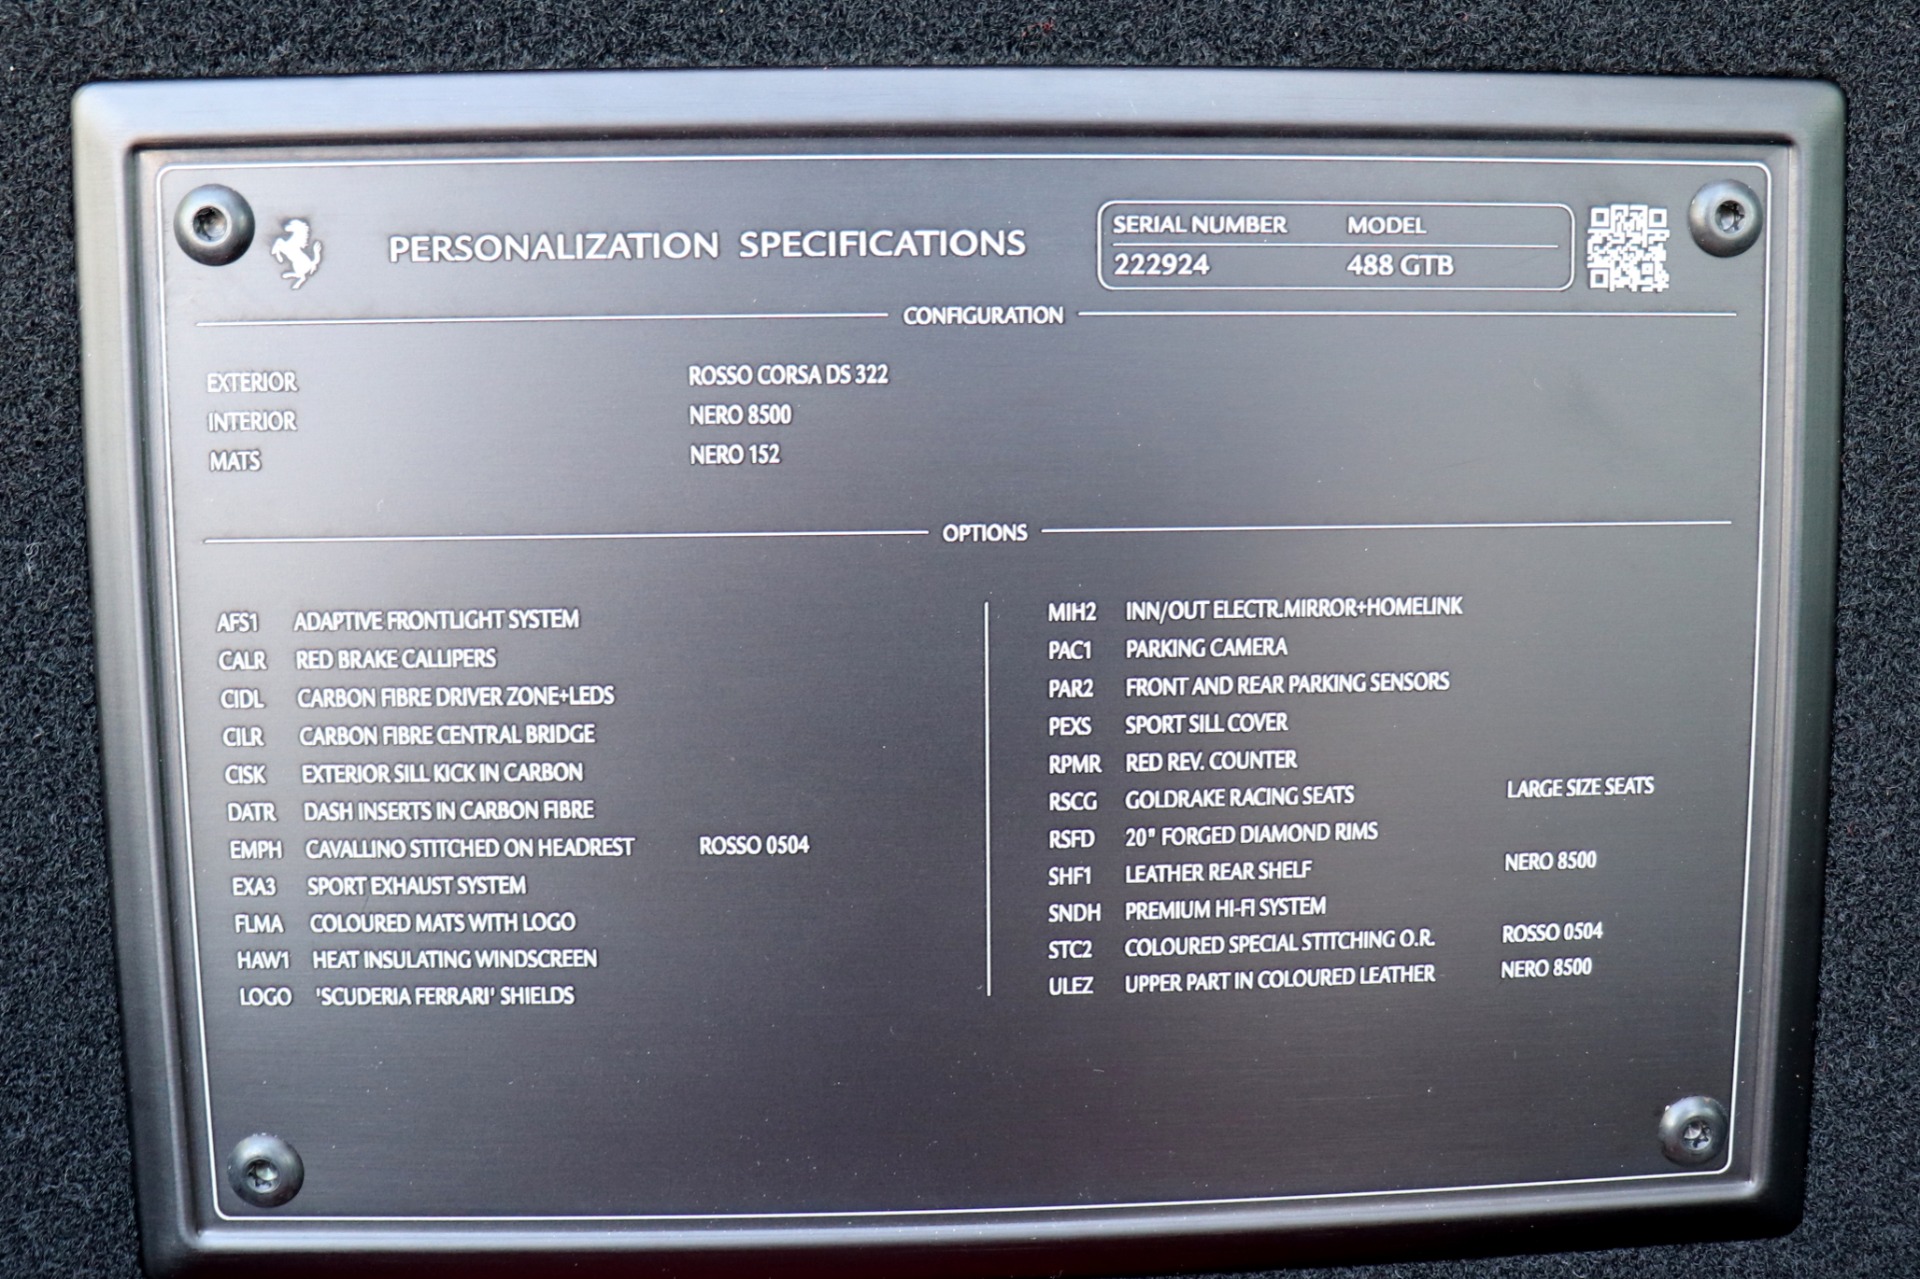 PERSONALIZATION SPECIFICATIONS
SERIAL NUMBER MODEL
222924 488 GTB
CONFIGURATION
EXTERIOR ROSSO CORSA DS 322
INTERIOR NERO 8500
MATS NERO 152
OPTIONS
AFS1 ADAPTIVE FRONTLIGHT SYSTEM
CALR RED BRAKE CALLIPERS
CIDL CARBON FIBRE DRIVER ZONE+LEDS
CILR CARBON FIBRE CENTRAL BRIDGE
CISK EXTERIOR SILL KICK IN CARBON
DATR DASH INSERTS IN CARBON FIBRE
EMPH CAVALLINO STITCHED ON HEADREST ROSSO 0504
EXA3 SPORT EXHAUST SYSTEM
FLMA COLOURED MATS WITH LOGO
HAW1 HEAT INSULATING WINDSCREEN
LOGO 'SCUDERIA FERRARI' SHIELDS
MIH2 INN/OUT ELECTR.MIRROR+HOMELINK
PAC1 PARKING CAMERA
PAR2 FRONT AND REAR PARKING SENSORS
PEXS SPORT SILL COVER
RPMR RED REV. COUNTER
RSCG GOLDRAKE RACING SEATS LARGE SIZE SEATS
RSFD 20" FORGED DIAMOND RIMS
SHF1 LEATHER REAR SHELF NERO 8500
SNDH PREMIUM HI-FI SYSTEM
STC2 COLOURED SPECIAL STITCHING O.R. ROSSO 0504
ULEZ UPPER PART IN COLOURED LEATHER NERO 8500